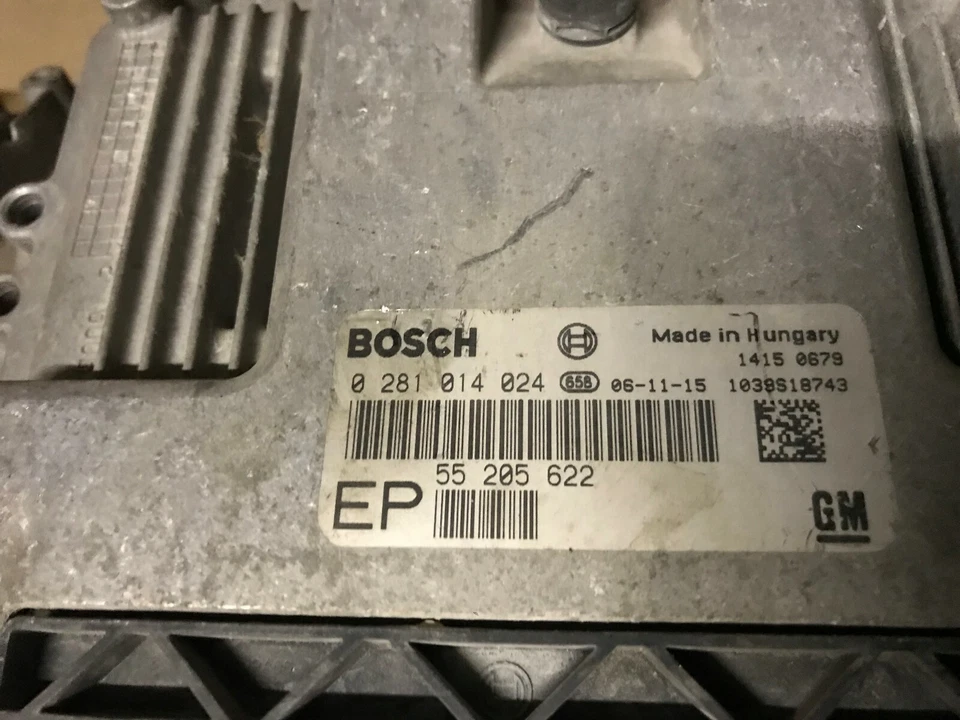 BOSCH
Made in Hungary
1415 0679
0 281 014 024 658 06-11-15 1039S18743
55 205 622
EP
GM